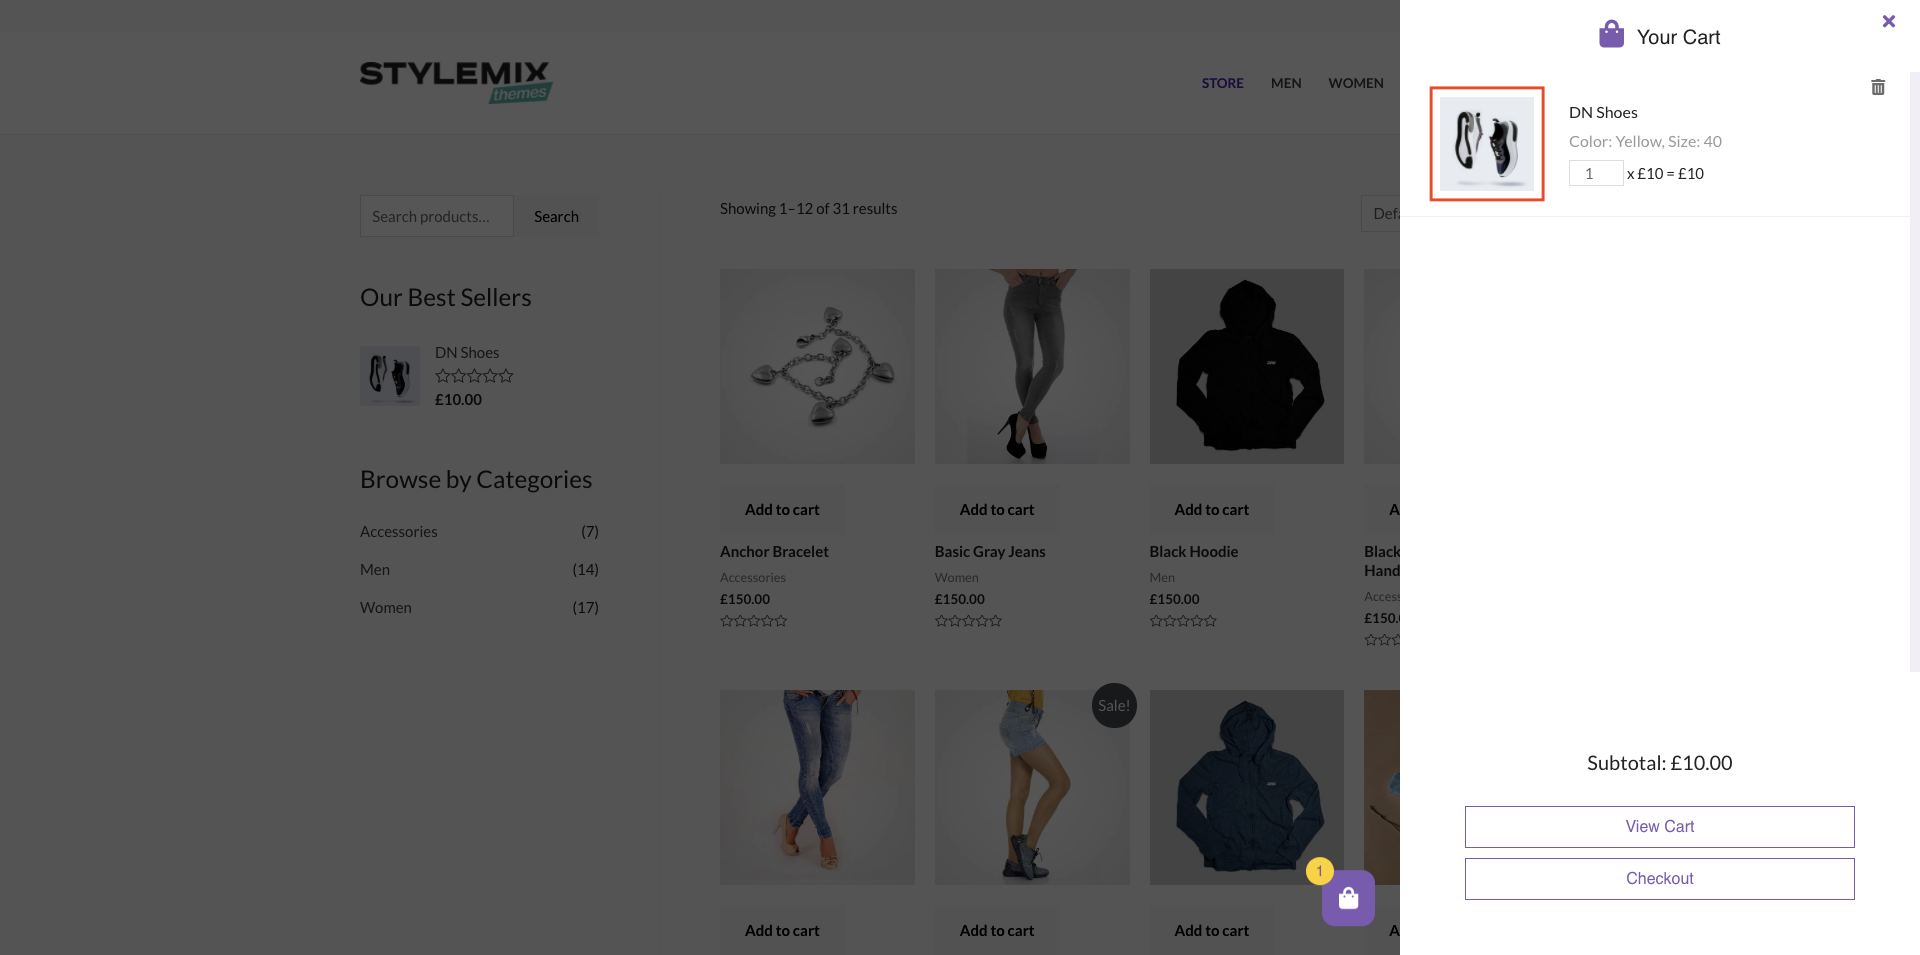 STYLEMIX
themes
STORE MEN WOMEN
Search products...
Search
Our Best Sellers
DN Shoes
£10.00
Browse by Categories
Accessories (7)
Men (14)
Women (17)
Showing 1–12 of 31 results
Defa
Add to cart
Anchor Bracelet
Accessories
£150.00
Add to cart
Basic Gray Jeans
Women
£150.00
Add to cart
Black Hoodie
Men
£150.00
A
Black
Hand
Acces
£150.
Sale!
Add to cart
Add to cart
Add to cart
A
1
Your Cart
DN Shoes
Color: Yellow, Size: 40
1 x £10 = £10
Subtotal: £10.00
View Cart
Checkout